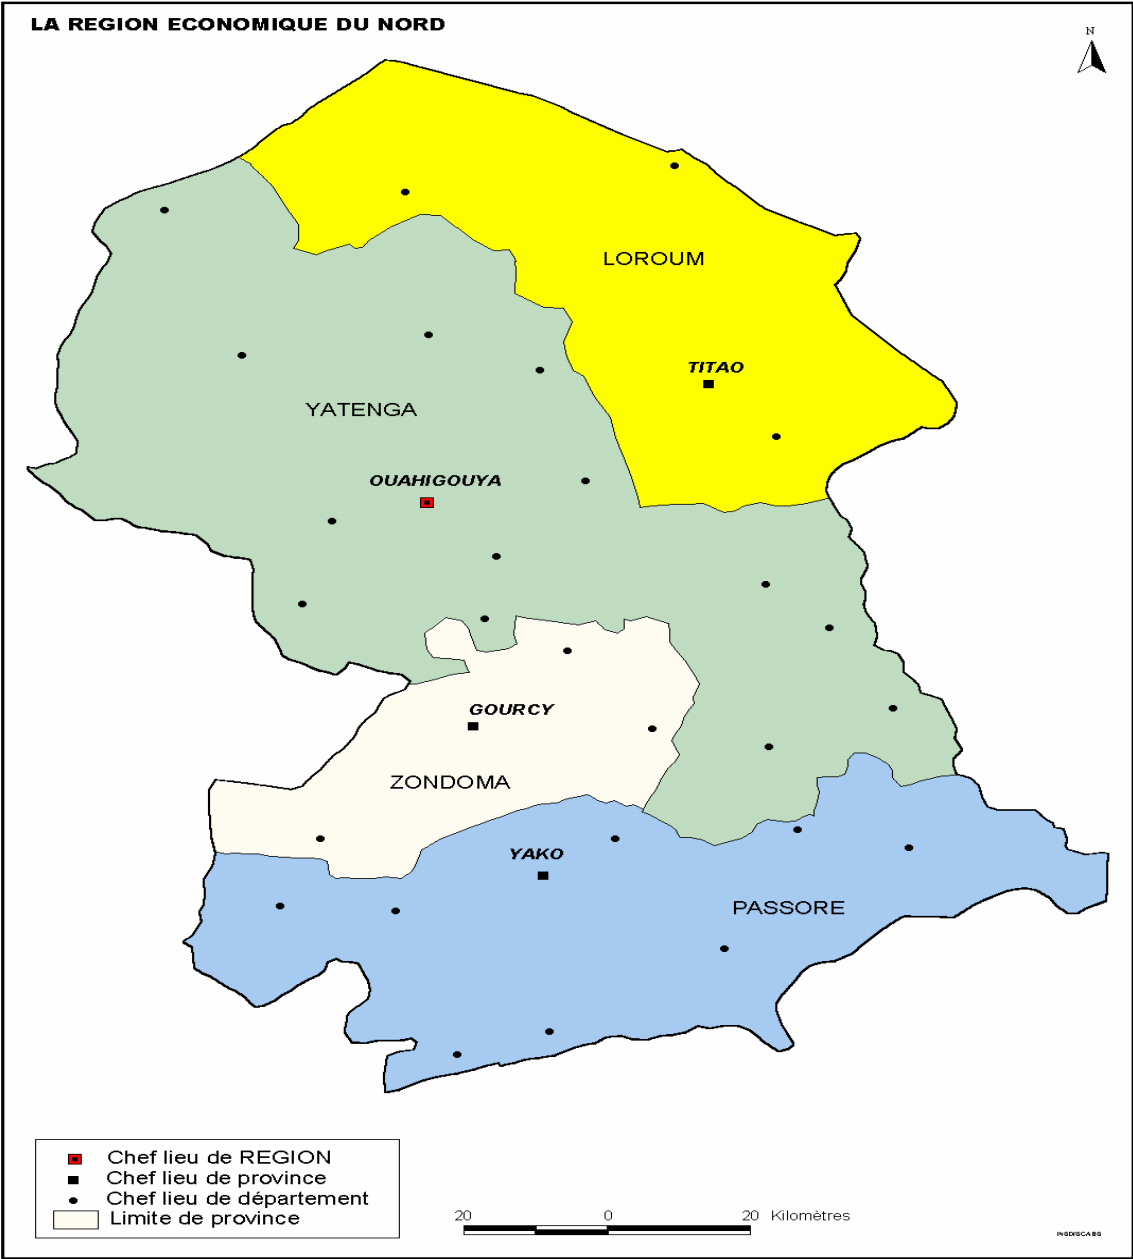 LA REGION ECONOMIQUE DU NORD
N
LOROUM
TITAO
YATENGA
OUAHIGOUYA
GOURCY
ZONDOMA
YAKO
PASSORE
Chef lieu de REGION
Chef lieu de province
Chef lieu de département
Limite de province
20 0 20 Kilomètres